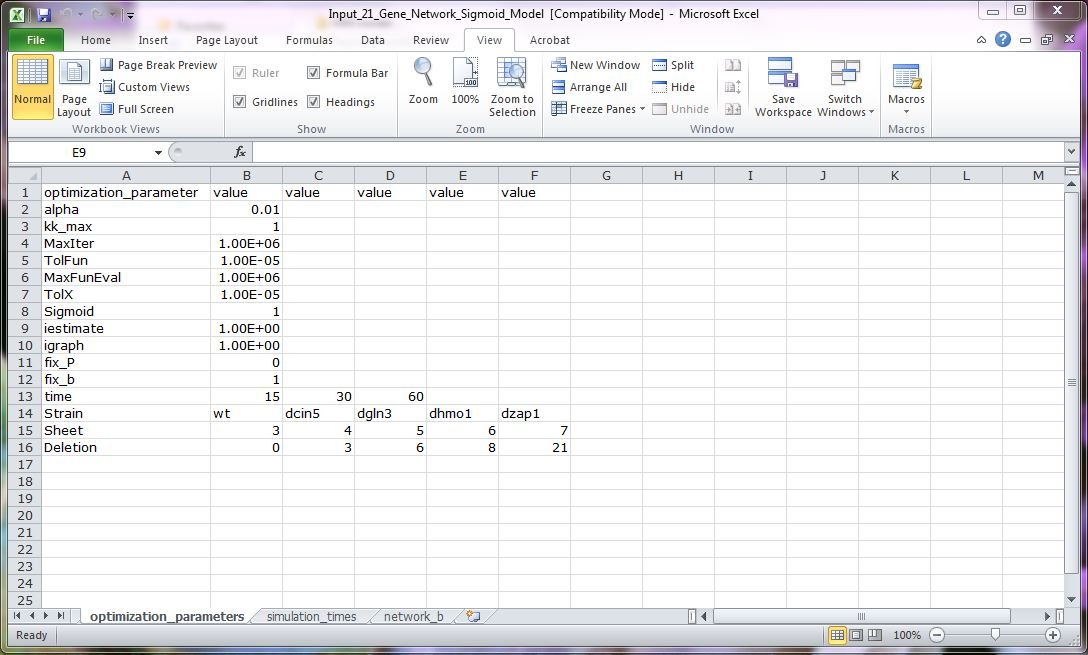 Input_21_Gene_Network_Sigmoid_Model [Compatibility Mode] - Microsoft Excel
File Home Insert Page Layout Formulas Data Review View Acrobat
Normal
Page Layout
Page Break Preview
Custom Views
Full Screen
Workbook Views
Ruler
Formula Bar
Gridlines
Headings
Show
Zoom
100%
Zoom to Selection
Zoom
New Window
Arrange All
Freeze Panes
Split
Hide
Unhide
Save Workspace
Switch Windows
Window
Macros
Macros
E9 fx
A B C D E F G H I J K L M
1 optimization_parameter value value value value value
2 alpha 0.01
3 kk_max 1
4 MaxIter 1.00E+06
5 TolFun 1.00E-05
6 MaxFunEval 1.00E+06
7 TolX 1.00E-05
8 Sigmoid 1
9 iestimate 1.00E+00
10 igraph 1.00E+00
11 fix_P 0
12 fix_b 1
13 time 15 30 60
14 Strain wt dcin5 dgln3 dhmo1 dzap1
15 Sheet 3 4 5 6 7
16 Deletion 0 3 6 8 21
17
18
19
20
21
22
23
24
25
optimization_parameters simulation_times network_b
Ready 100%